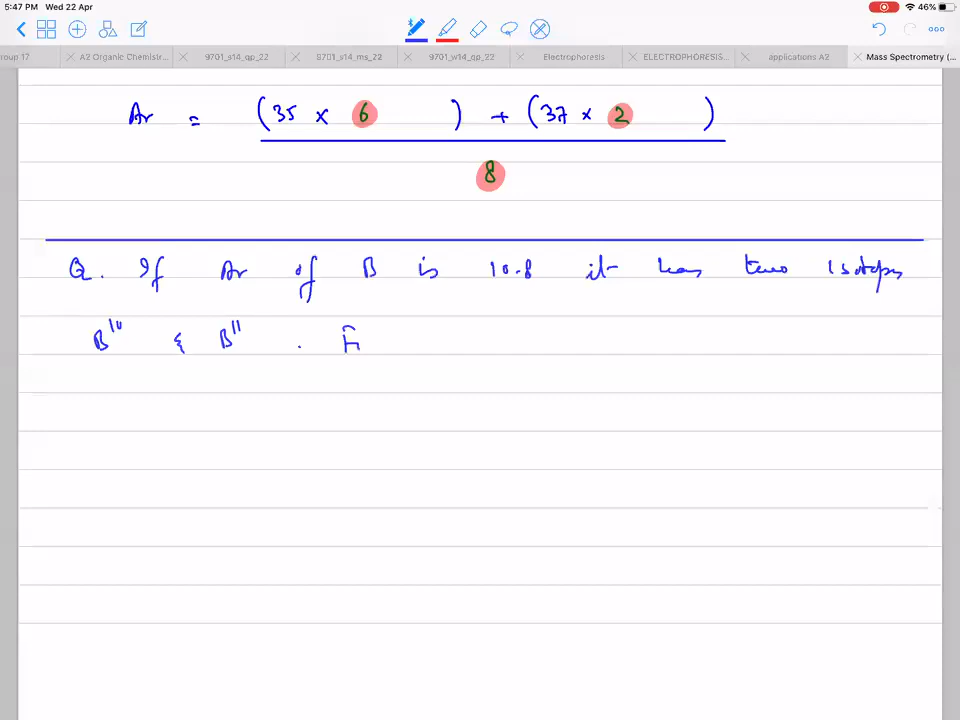 5:47 PM Wed 22 Apr 46%
roup 17 A2 Organic Chemistr... 9701_s14_qp_22 9701_s14_ms_22 9701_w14_qp_22 Electrophoresis ELECTROPHORESIS... applications A2 Mass Spectrometry (...
Ar = (35 × 6 ) + (37 × 2 )
8
Q. If Ar of B is 10.8 it has two isotopes
B¹⁰ & B¹¹ .